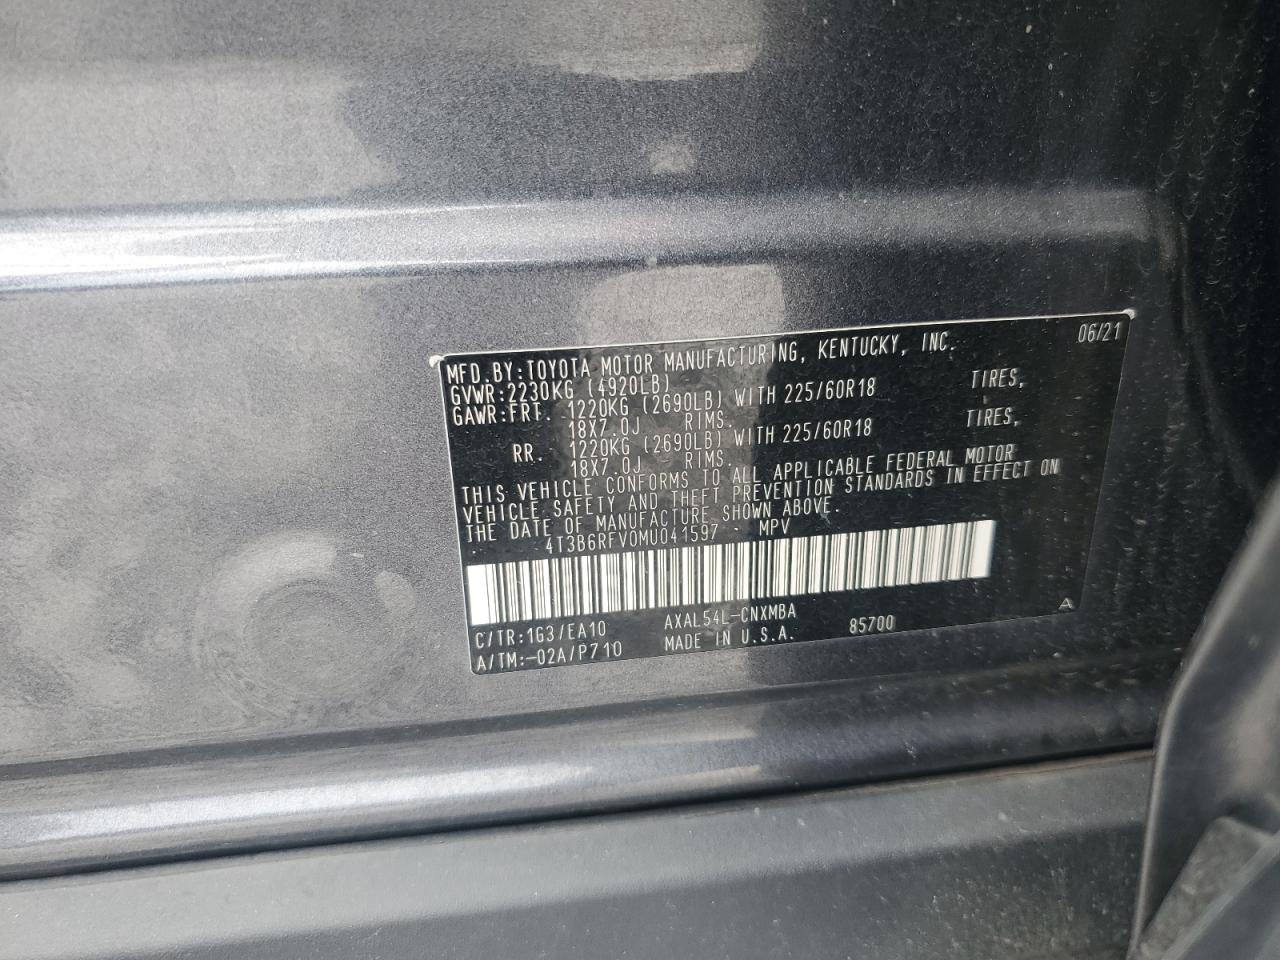 MFD.BY:TOYOTA MOTOR MANUFACTURING, KENTUCKY, INC. 06/21
GVWR:2230KG (4920LB)
GAWR:FRT. 1220KG (2690LB) WITH 225/60R18 TIRES,
18X7.0J RIMS.
RR. 1220KG (2690LB) WITH 225/60R18 TIRES,
18X7.0J RIMS.
THIS VEHICLE CONFORMS TO ALL APPLICABLE FEDERAL MOTOR
VEHICLE SAFETY AND THEFT PREVENTION STANDARDS IN EFFECT ON
THE DATE OF MANUFACTURE SHOWN ABOVE.
4T3B6RFV0MU041597 MPV
C/TR:1G3/EA10 AXAL54L-CNXMBA A
A/TM:-02A/P710 MADE IN U.S.A. 85700